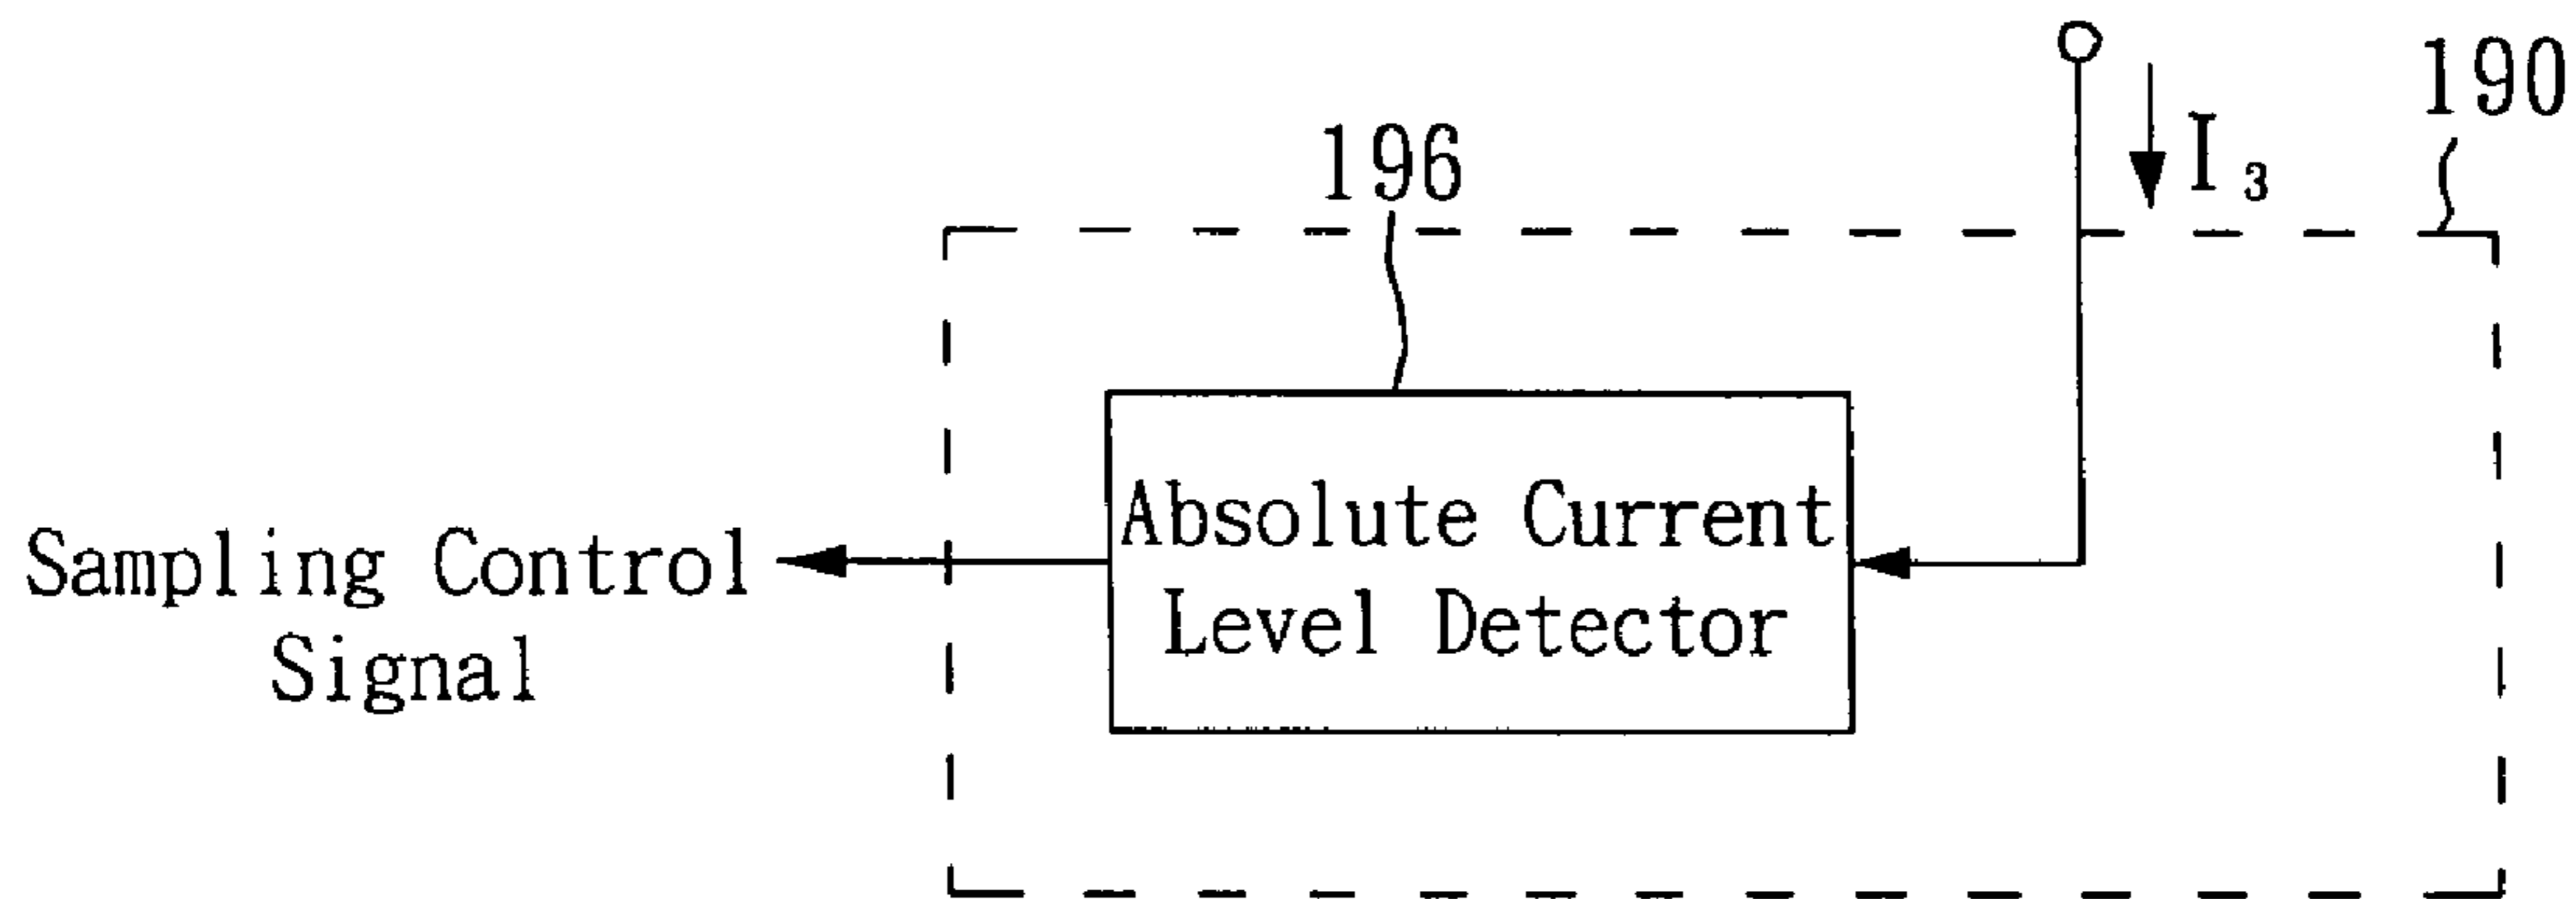 190
I₃
196
Absolute Current
Level Detector
Sampling Control
Signal